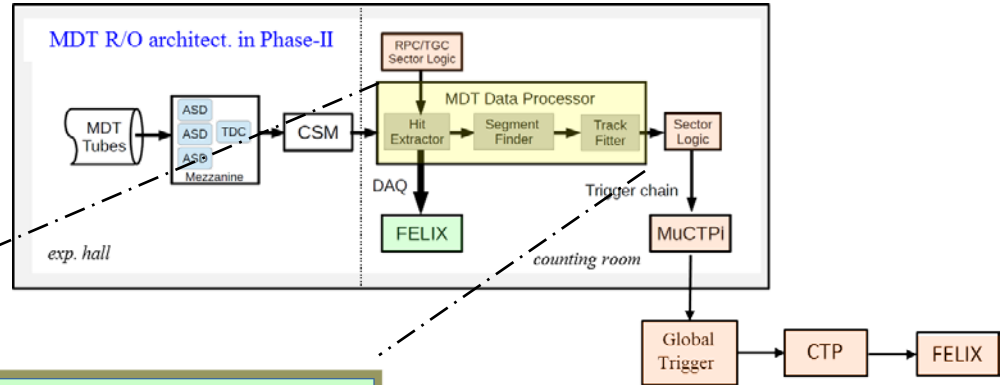 MDT R/O architect. in Phase-II
RPC/TGC
Sector Logic
MDT Data Processor
MDT
Tubes
ASD
ASD
ASD
TDC
Mezzanine
CSM
Hit
Extractor
Segment
Finder
Track
Fitter
Sector
Logic
DAQ
Trigger chain
FELIX
MuCTPi
exp. hall
counting room
Global
Trigger
CTP
FELIX